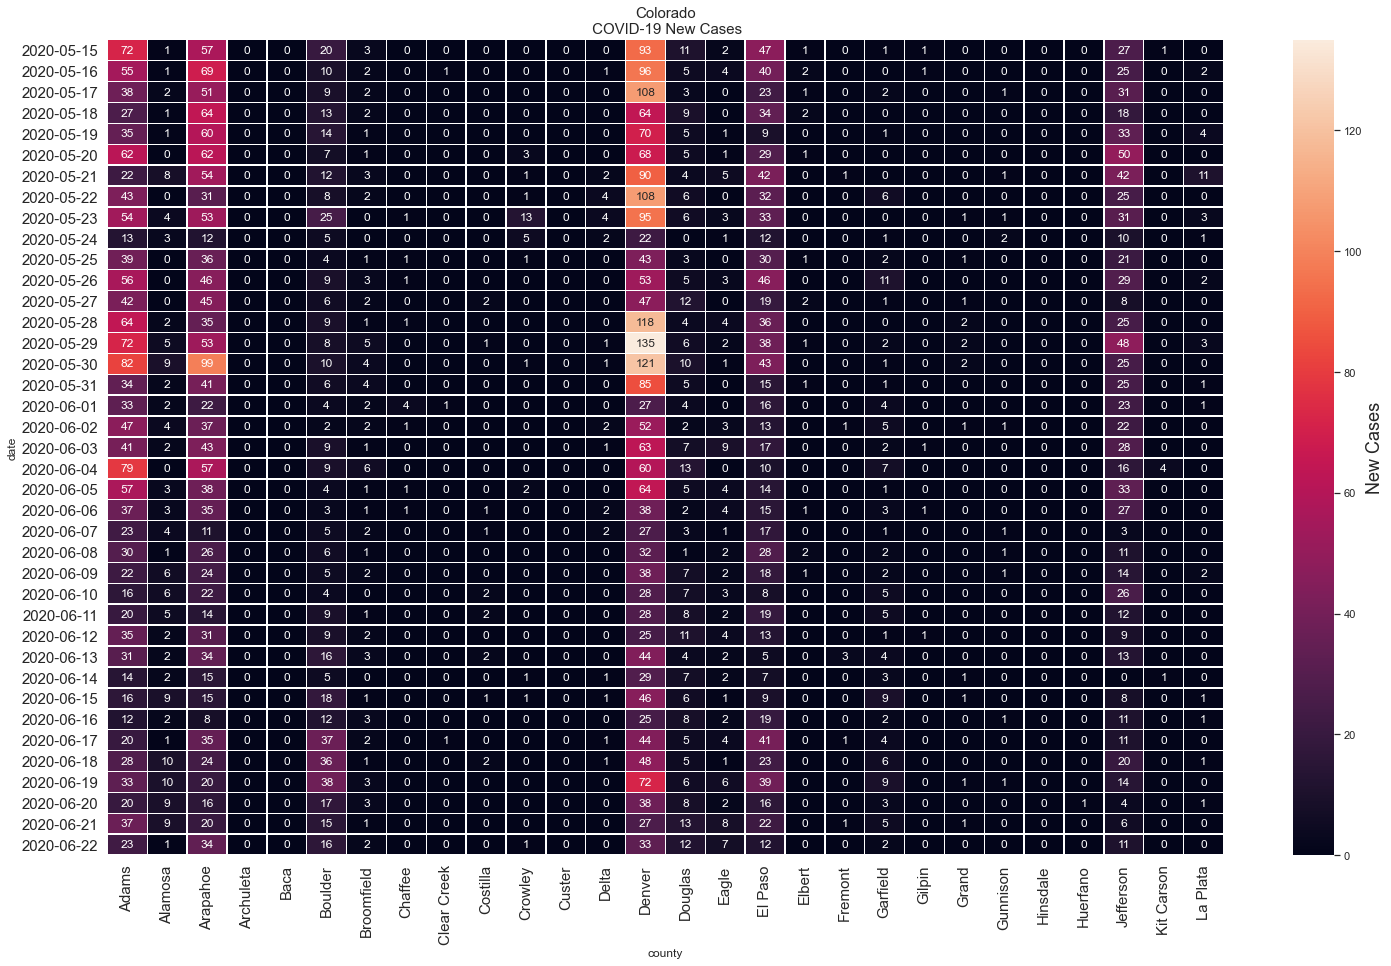 Colorado
COVID-19 New Cases
2020-05-15 72 1 57 0 0 20 3 0 0 0 0 0 0 93 11 2 47 1 0 1 1 0 0 0 0 27 1 0
2020-05-16 55 1 69 0 0 10 2 0 1 0 0 0 1 96 5 4 40 2 0 0 1 0 0 0 0 25 0 2
2020-05-17 38 2 51 0 0 9 2 0 0 0 0 0 0 108 3 0 23 1 0 2 0 0 1 0 0 31 0 0
2020-05-18 27 1 64 0 0 13 2 0 0 0 0 0 0 64 9 0 34 2 0 0 0 0 0 0 0 18 0 0
2020-05-19 35 1 60 0 0 14 1 0 0 0 0 0 0 70 5 1 9 0 0 1 0 0 0 0 0 33 0 4
2020-05-20 62 0 62 0 0 7 1 0 0 0 3 0 0 68 5 1 29 1 0 0 0 0 0 0 0 50 0 0
2020-05-21 22 8 54 0 0 12 3 0 0 0 1 0 2 90 4 5 42 0 1 0 0 0 1 0 0 42 0 11
2020-05-22 43 0 31 0 0 8 2 0 0 0 1 0 4 108 6 0 32 0 0 6 0 0 0 0 0 25 0 0
2020-05-23 54 4 53 0 0 25 0 1 0 0 13 0 4 95 6 3 33 0 0 0 0 1 1 0 0 31 0 3
2020-05-24 13 3 12 0 0 5 0 0 0 0 5 0 2 22 0 1 12 0 0 1 0 0 2 0 0 10 0 1
2020-05-25 39 0 36 0 0 4 1 1 0 0 1 0 0 43 3 0 30 1 0 2 0 1 0 0 0 21 0 0
2020-05-26 56 0 46 0 0 9 3 1 0 0 0 0 0 53 5 3 46 0 0 11 0 0 0 0 0 29 0 2
2020-05-27 42 0 45 0 0 6 2 0 0 2 0 0 0 47 12 0 19 2 0 1 0 1 0 0 0 8 0 0
2020-05-28 64 2 35 0 0 9 1 1 0 0 0 0 0 118 4 4 36 0 0 0 0 2 0 0 0 25 0 0
2020-05-29 72 5 53 0 0 8 5 0 0 1 0 0 1 135 6 2 38 1 0 2 0 2 0 0 0 48 0 3
2020-05-30 82 9 99 0 0 10 4 0 0 0 1 0 1 121 10 1 43 0 0 1 0 2 0 0 0 25 0 0
2020-05-31 34 2 41 0 0 6 4 0 0 0 0 0 0 85 5 0 15 1 0 1 0 0 0 0 0 25 0 1
2020-06-01 33 2 22 0 0 4 2 4 1 0 0 0 0 27 4 0 16 0 0 4 0 0 0 0 0 23 0 1
2020-06-02 47 4 37 0 0 2 2 1 0 0 0 0 2 52 2 3 13 0 1 5 0 1 1 0 0 22 0 0
2020-06-03 41 2 43 0 0 9 1 0 0 0 0 0 1 63 7 9 17 0 0 2 1 0 0 0 0 28 0 0
2020-06-04 79 0 57 0 0 9 6 0 0 0 0 0 0 60 13 0 10 0 0 7 0 0 0 0 0 16 4 0
2020-06-05 57 3 38 0 0 4 1 1 0 0 2 0 0 64 5 4 14 0 0 1 0 0 0 0 0 33 0 0
2020-06-06 37 3 35 0 0 3 1 1 0 1 0 0 2 38 2 4 15 1 0 3 1 0 0 0 0 27 0 0
2020-06-07 23 4 11 0 0 5 2 0 0 1 0 0 2 27 3 1 17 0 0 1 0 0 1 0 0 3 0 0
2020-06-08 30 1 26 0 0 6 1 0 0 0 0 0 0 32 1 2 28 2 0 2 0 0 1 0 0 11 0 0
2020-06-09 22 6 24 0 0 5 2 0 0 0 0 0 0 38 7 2 18 1 0 2 0 0 1 0 0 14 0 2
2020-06-10 16 6 22 0 0 4 0 0 0 2 0 0 0 28 7 3 8 0 0 5 0 0 0 0 0 26 0 0
2020-06-11 20 5 14 0 0 9 1 0 0 2 0 0 0 28 8 2 19 0 0 5 0 0 0 0 0 12 0 0
2020-06-12 35 2 31 0 0 9 2 0 0 0 0 0 0 25 11 4 13 0 0 1 1 0 0 0 0 9 0 0
2020-06-13 31 2 34 0 0 16 3 0 0 2 0 0 0 44 4 2 5 0 3 4 0 0 0 0 0 13 0 0
2020-06-14 14 2 15 0 0 5 0 0 0 0 1 0 1 29 7 2 7 0 0 3 0 1 0 0 0 0 1 0
2020-06-15 16 9 15 0 0 18 1 0 0 1 1 0 1 46 6 1 9 0 0 9 0 1 0 0 0 8 0 1
2020-06-16 12 2 8 0 0 12 3 0 0 0 0 0 0 25 8 2 19 0 0 2 0 0 1 0 0 11 0 1
2020-06-17 20 1 35 0 0 37 2 0 1 0 0 0 1 44 5 4 41 0 1 4 0 0 0 0 0 11 0 0
2020-06-18 28 10 24 0 0 36 1 0 0 2 0 0 1 48 5 1 23 0 0 6 0 0 0 0 0 20 0 1
2020-06-19 33 10 20 0 0 38 3 0 0 0 0 0 0 72 6 6 39 0 0 9 0 1 1 0 0 14 0 0
2020-06-20 20 9 16 0 0 17 3 0 0 0 0 0 0 38 8 2 16 0 0 3 0 0 0 0 1 4 0 1
2020-06-21 37 9 20 0 0 15 1 0 0 0 0 0 0 27 13 8 22 0 1 5 0 1 0 0 0 6 0 0
2020-06-22 23 1 34 0 0 16 2 0 0 0 1 0 0 33 12 7 12 0 0 2 0 0 0 0 0 11 0 0
date
Adams
Alamosa
Arapahoe
Archuleta
Baca
Boulder
Broomfield
Chaffee
Clear Creek
Costilla
Crowley
Custer
Delta
Denver
Douglas
Eagle
El Paso
Elbert
Fremont
Garfield
Gilpin
Grand
Gunnison
Hinsdale
Huerfano
Jefferson
Kit Carson
La Plata
county
120
100
80
60
40
20
0
New Cases